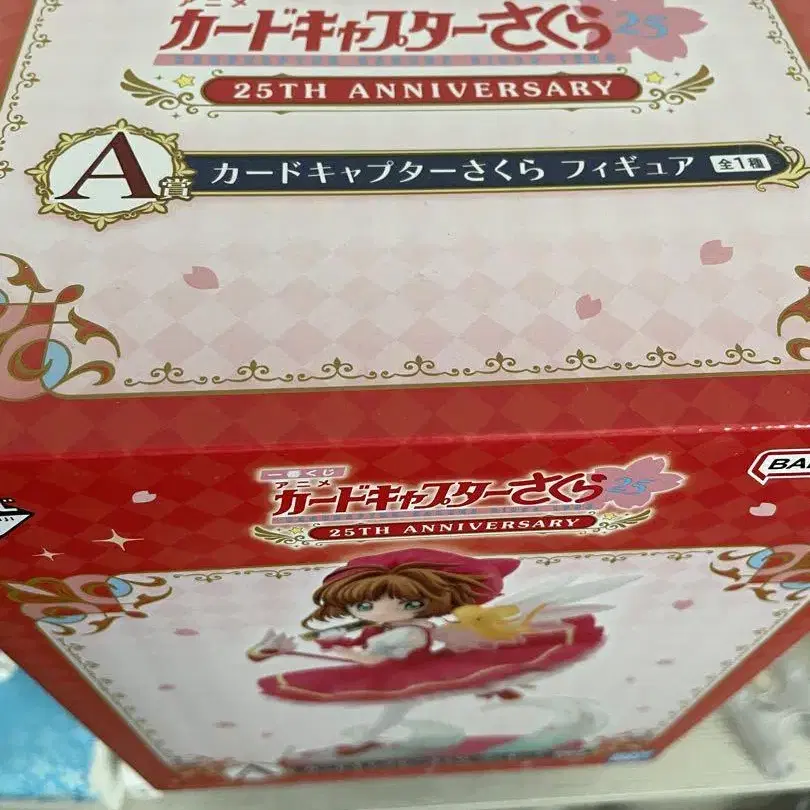 アニメ
カードキャプターさくら 25
25TH ANNIVERSARY
A賞 カードキャプターさくら フィギュア 全1種
一番くじ
アニメ
カードキャプターさくら 25
25TH ANNIVERSARY
BA
A